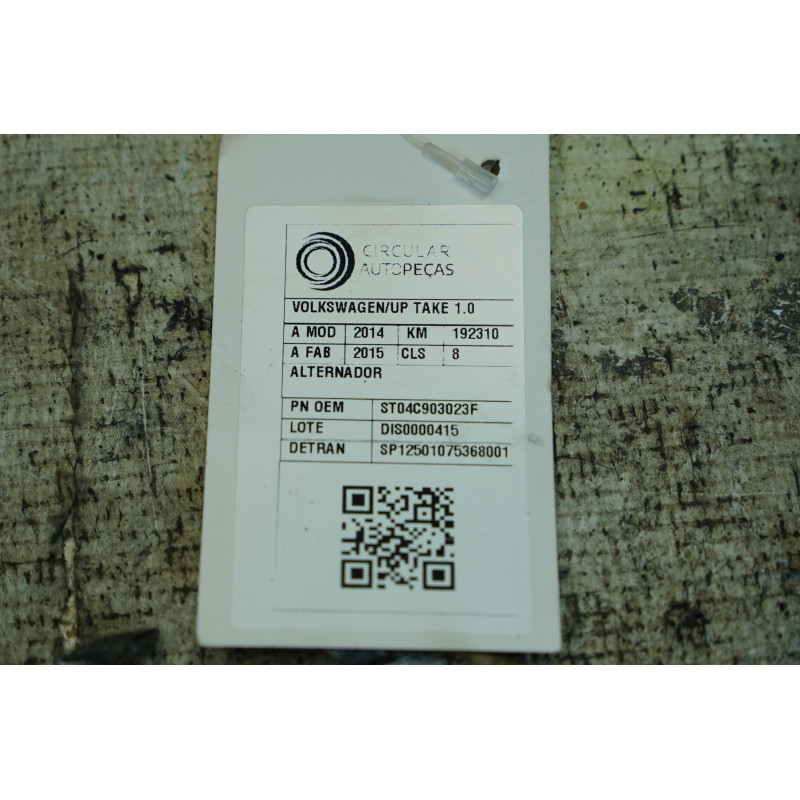 CIRCULAR
AUTOPEÇAS
VOLKSWAGEN/UP TAKE 1.0
A MOD 2014 KM 192310
A FAB 2015 CLS 8
ALTERNADOR
PN OEM ST04C903023F
LOTE DIS0000415
DETRAN SP12501075368001